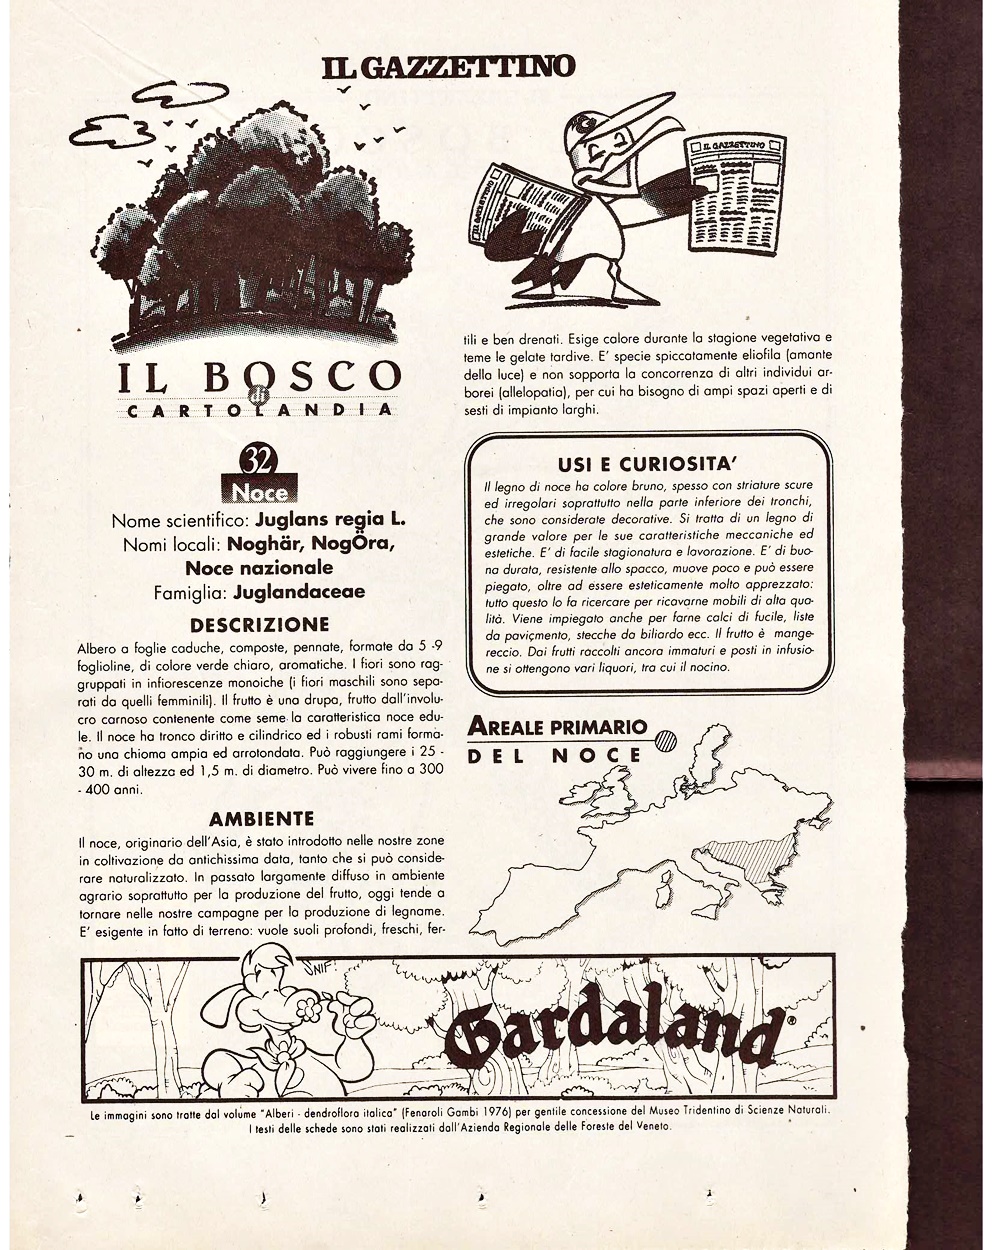 IL GAZZETTINO
IL GAZZETTINO
IL GAZZETTINO
IL BOSCO
di
CARTOLANDIA
32
Noce
Nome scientifico: Juglans regia L.
Nomi locali: Noghär, NogÖra,
Noce nazionale
Famiglia: Juglandaceae
DESCRIZIONE
Albero a foglie caduche, composte, pennate, formate da 5 -9
foglioline, di colore verde chiaro, aromatiche. I fiori sono rag-
gruppati in infiorescenze monoiche (i fiori maschili sono sepa-
rati da quelli femminili). Il frutto è una drupa, frutto dall'involu-
cro carnoso contenente come seme la caratteristica noce edu-
le. Il noce ha tronco diritto e cilindrico ed i robusti rami forma-
no una chioma ampia ed arrotondata. Può raggiungere i 25 -
30 m. di altezza ed 1,5 m. di diametro. Può vivere fino a 300
- 400 anni.
AMBIENTE
Il noce, originario dell'Asia, è stato introdotto nelle nostre zone
in coltivazione da antichissima data, tanto che si può conside-
rare naturalizzato. In passato largamente diffuso in ambiente
agrario soprattutto per la produzione del frutto, oggi tende a
tornare nelle nostre campagne per la produzione di legname.
E' esigente in fatto di terreno: vuole suoli profondi, freschi, fer-
tili e ben drenati. Esige calore durante la stagione vegetativa e
teme le gelate tardive. E' specie spiccatamente eliofila (amante
della luce) e non sopporta la concorrenza di altri individui ar-
borei (allelopatia), per cui ha bisogno di ampi spazi aperti e di
sesti di impianto larghi.
USI E CURIOSITA'
Il legno di noce ha colore bruno, spesso con striature scure
ed irregolari soprattutto nella parte inferiore dei tronchi,
che sono considerate decorative. Si tratta di un legno di
grande valore per le sue caratteristiche meccaniche ed
estetiche. E' di facile stagionatura e lavorazione. E' di buo-
na durata, resistente allo spacco, muove poco e può essere
piegato, oltre ad essere esteticamente molto apprezzato:
tutto questo lo fa ricercare per ricavarne mobili di alta qua-
lità. Viene impiegato anche per farne calci di fucile, liste
da paviçmento, stecche da biliardo ecc. Il frutto è mange-
reccio. Dai frutti raccolti ancora immaturi e posti in infusio-
ne si ottengono vari liquori, tra cui il nocino.
AREALE PRIMARIO
DEL NOCE
SNIF!
Gardaland®
Le immagini sono tratte dal volume "Alberi - dendroflora italica" (Fenaroli Gambi 1976) per gentile concessione del Museo Tridentino di Scienze Naturali.
I testi delle schede sono stati realizzati dall'Azienda Regionale delle Foreste del Veneto.